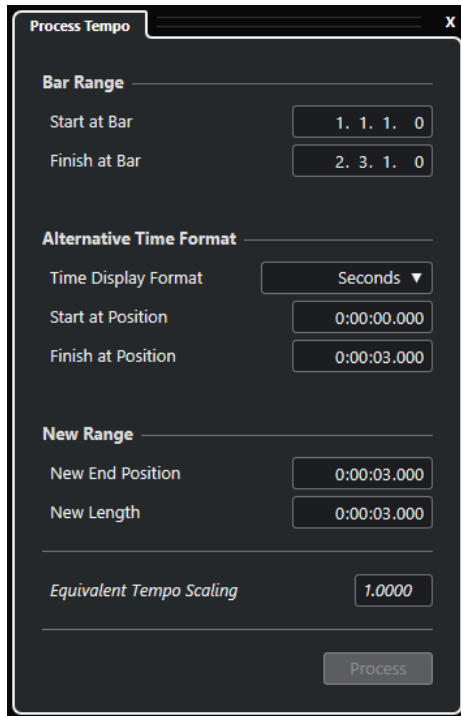 Process Tempo X
Bar Range
Start at Bar 1. 1. 1. 0
Finish at Bar 2. 3. 1. 0
Alternative Time Format
Time Display Format Seconds ▼
Start at Position 0:00:00.000
Finish at Position 0:00:03.000
New Range
New End Position 0:00:03.000
New Length 0:00:03.000
Equivalent Tempo Scaling 1.0000
Process